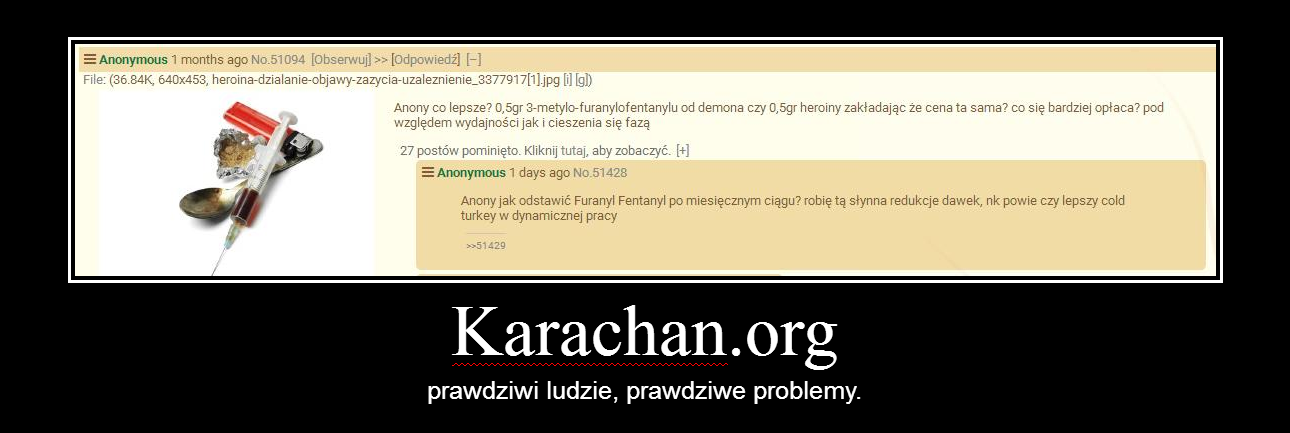 Anonymous 1 months ago No.51094 [Obserwuj] >> [Odpowiedź] [–]
File: (36.84K, 640x453, heroina-dzialanie-objawy-zazycia-uzaleznienie_3377917[1].jpg [i] [g])
Anony co lepsze? 0,5gr 3-metylo-furanylofentanylu od demona czy 0,5gr heroiny zakładając że cena ta sama? co się bardziej opłaca? pod
względem wydajności jak i cieszenia się fazą
27 postów pominięto. Kliknij tutaj, aby zobaczyć. [+]
Anonymous 1 days ago No.51428
Anony jak odstawić Furanyl Fentanyl po miesięcznym ciągu? robię tą słynna redukcje dawek, nk powie czy lepszy cold
turkey w dynamicznej pracy
>>51429
Karachan.org
prawdziwi ludzie, prawdziwe problemy.